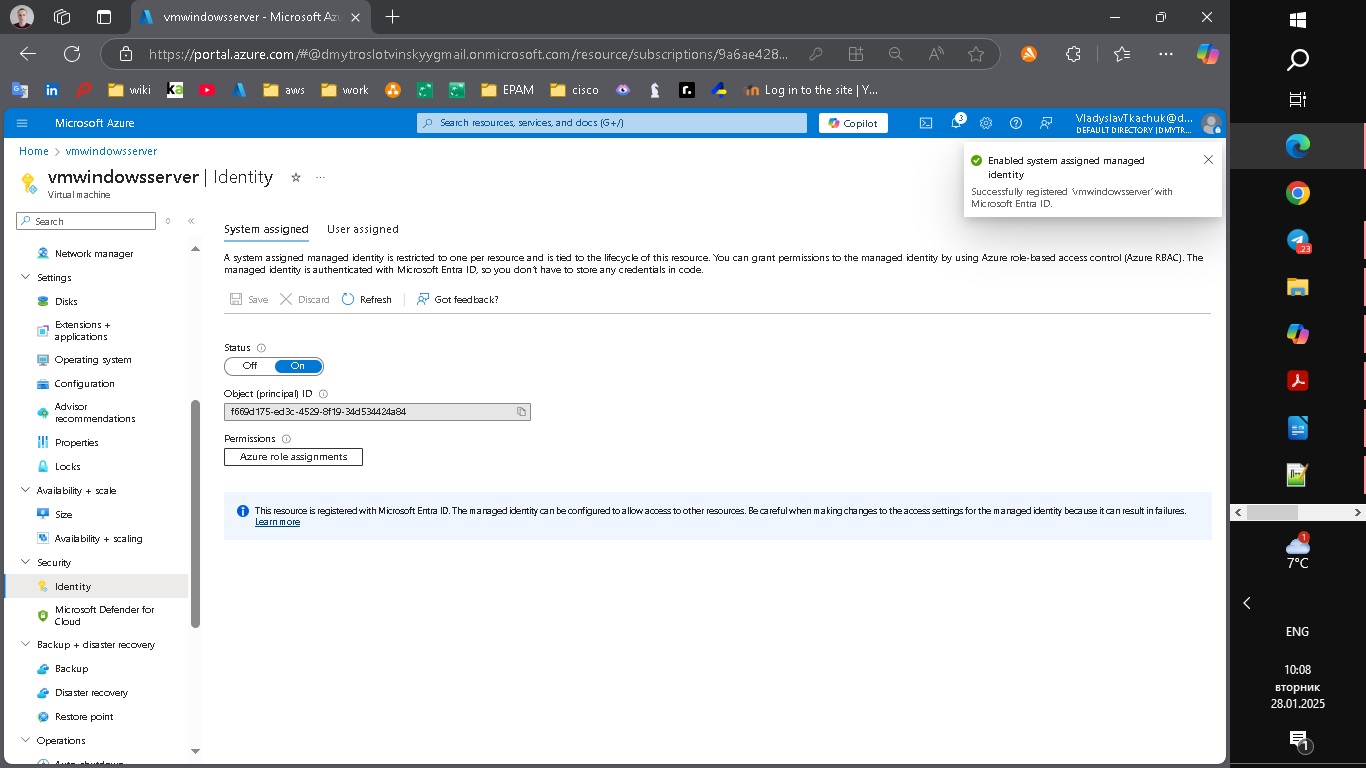 vmwindowsserver - Microsoft Azu
https://portal.azure.com/#@dmytroslotvinskyygmail.onmicrosoft.com/resource/subscriptions/9a6ae428...
wiki
ka
aws
work
EPAM
cisco
r.
Log in to the site | Y...
Microsoft Azure
Search resources, services, and docs (G+/)
Copilot
3
VladyslavTkachuk@d...
DEFAULT DIRECTORY (DMYTR...
Home > vmwindowsserver
vmwindowsserver | Identity
Virtual machine
Enabled system assigned managed
identity
Successfully registered 'vmwindowsserver' with
Microsoft Entra ID.
Search
Network manager
Settings
Disks
Extensions +
applications
Operating system
Configuration
Advisor
recommendations
Properties
Locks
Availability + scale
Size
Availability + scaling
Security
Identity
Microsoft Defender for
Cloud
Backup + disaster recovery
Backup
Disaster recovery
Restore point
Operations
Auto-shutdown
System assigned
User assigned
A system assigned managed identity is restricted to one per resource and is tied to the lifecycle of this resource. You can grant permissions to the managed identity by using Azure role-based access control (Azure RBAC). The
managed identity is authenticated with Microsoft Entra ID, so you don't have to store any credentials in code.
Save
Discard
Refresh
Got feedback?
Status
Off
On
Object (principal) ID
f669d175-ed3c-4529-8f19-34d534424a84
Permissions
Azure role assignments
This resource is registered with Microsoft Entra ID. The managed identity can be configured to allow access to other resources. Be careful when making changes to the access settings for the managed identity because it can result in failures.
Learn more
23
1
7°C
ENG
10:08
вторник
28.01.2025
1